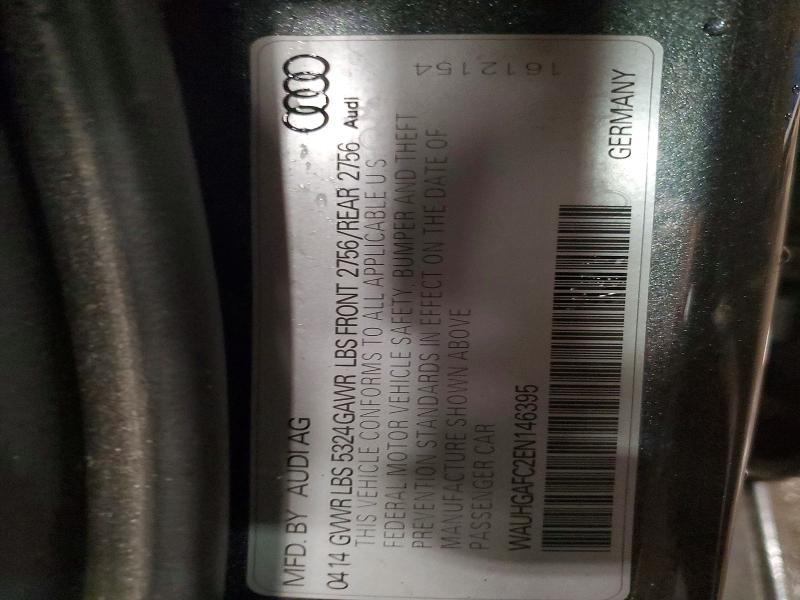 MFD. BY AUDI AG
04 14 GVWR LBS 5324 GAWR LBS FRONT 2756/REAR 2756 Audi
THIS VEHICLE CONFORMS TO ALL APPLICABLE U S
FEDERAL MOTOR VEHICLE SAFETY, BUMPER AND THEFT
PREVENTION STANDARDS IN EFFECT ON THE DATE OF
MANUFACTURE SHOWN ABOVE
PASSENGER CAR
WAUHGAFC2EN146395
GERMANY
1612154